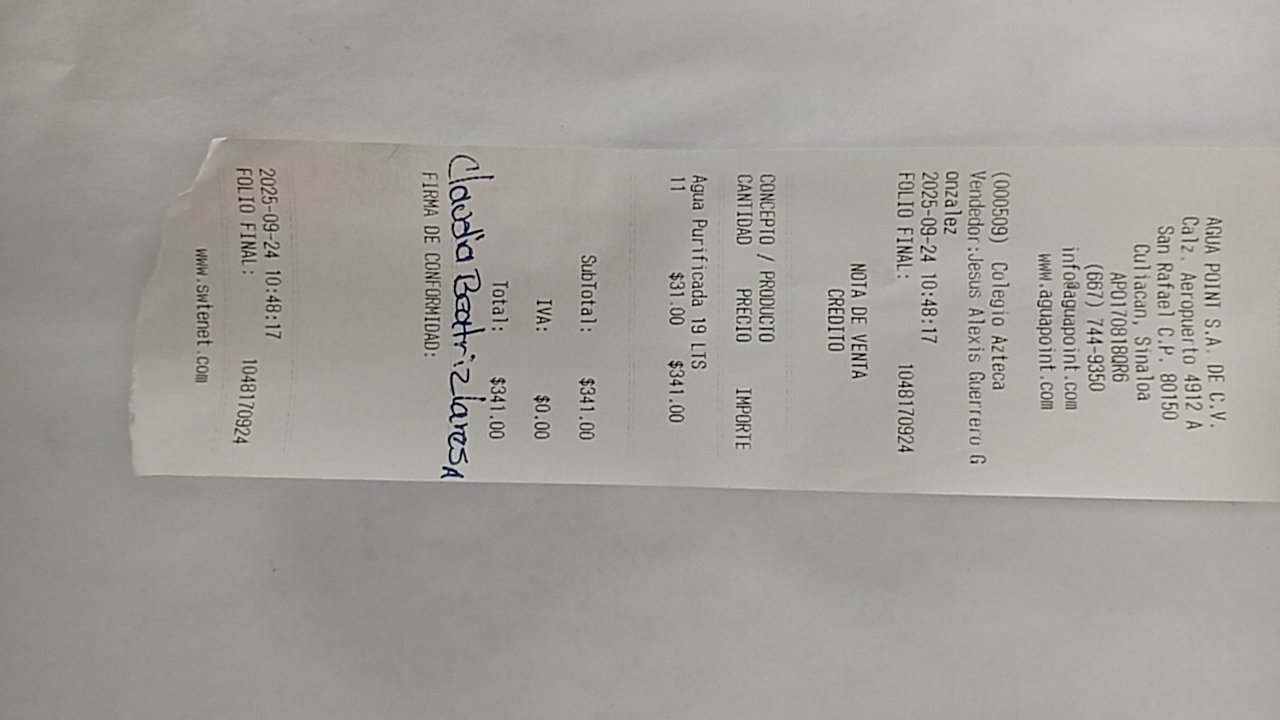 AGUA POINT S.A. DE C.V.
Calz. Aeropuerto 4912 A
San Rafael C.P. 80150
Culiacan, Sinaloa
APO170818QR6
(667) 744-9350
info@aguapoint.com
www.aguapoint.com
(000509) Colegio Azteca
Vendedor:Jesus Alexis Guerrero G
onzalez
2025-09-24 10:48:17
FOLIO FINAL: 1048170924
NOTA DE VENTA
CREDITO
CONCEPTO / PRODUCTO
CANTIDAD PRECIO IMPORTE
Agua Purificada 19 LTS
11 $31.00 $341.00
SubTotal: $341.00
IVA: $0.00
Total: $341.00
Claudia Beatriz lares A
FIRMA DE CONFORMIDAD:
2025-09-24 10:48:17
FOLIO FINAL: 1048170924
www.swtenet.com